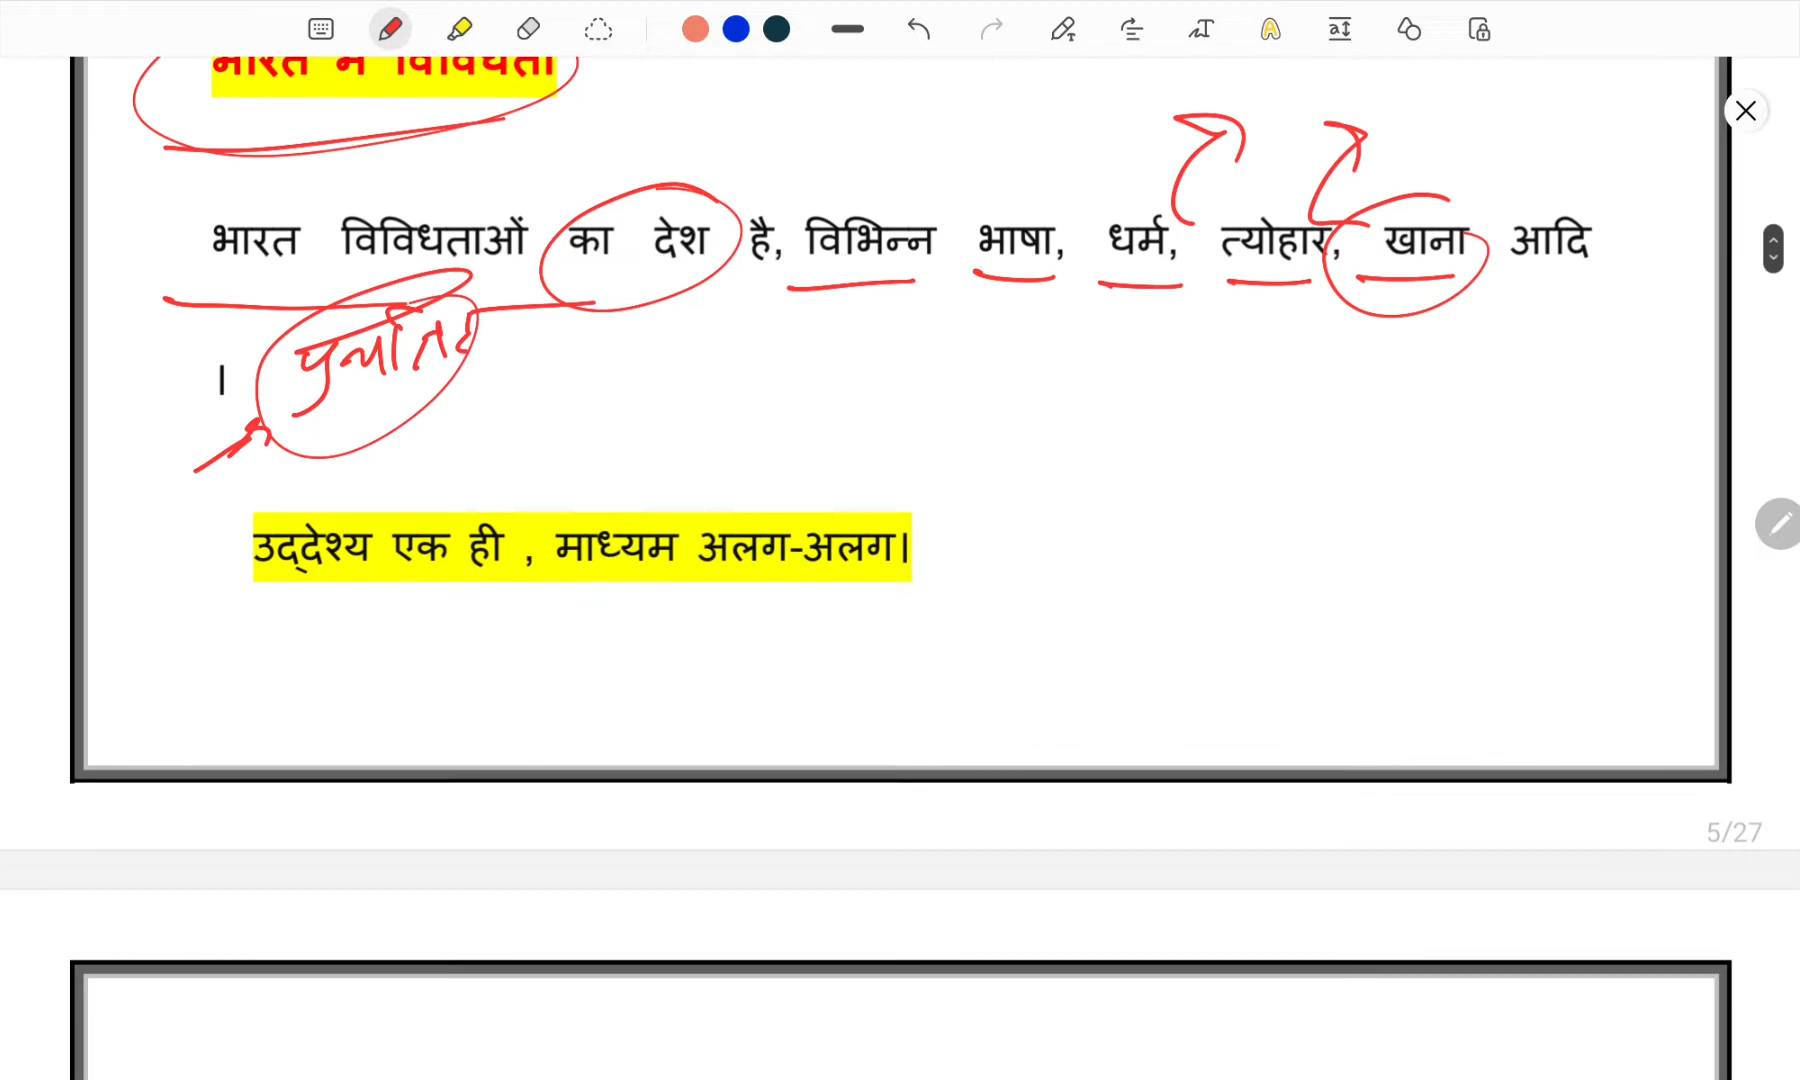 भारत में विविधता
भारत विविधताओं का देश है, विभिन्न भाषा, धर्म, त्योहार, खाना आदि
।
उद्देश्य एक ही , माध्यम अलग-अलग।
5/27